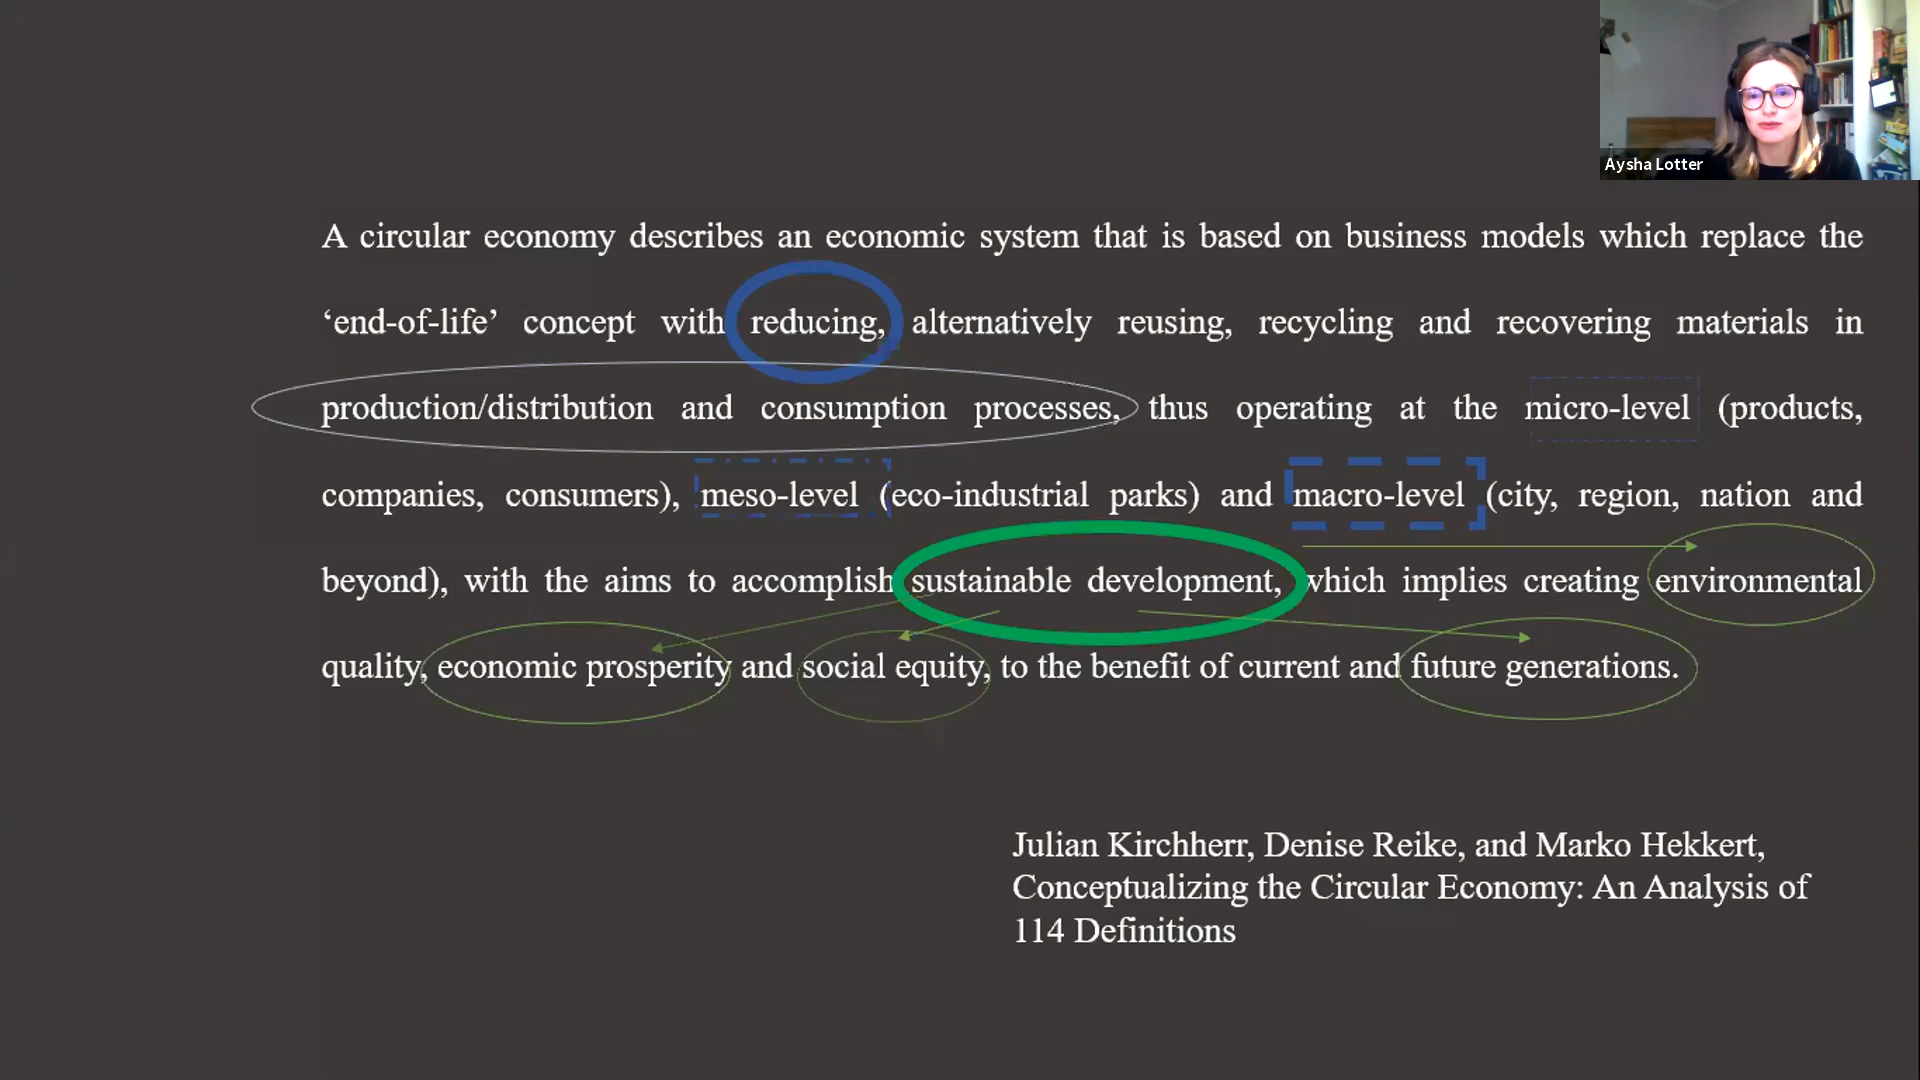 Aysha Lotter
A circular economy describes an economic system that is based on business models which replace the
‘end-of-life’ concept with reducing, alternatively reusing, recycling and recovering materials in
production/distribution and consumption processes, thus operating at the micro-level (products,
companies, consumers), meso-level (eco-industrial parks) and macro-level (city, region, nation and
beyond), with the aims to accomplish sustainable development, which implies creating environmental
quality, economic prosperity and social equity, to the benefit of current and future generations.
Julian Kirchherr, Denise Reike, and Marko Hekkert,
Conceptualizing the Circular Economy: An Analysis of
114 Definitions